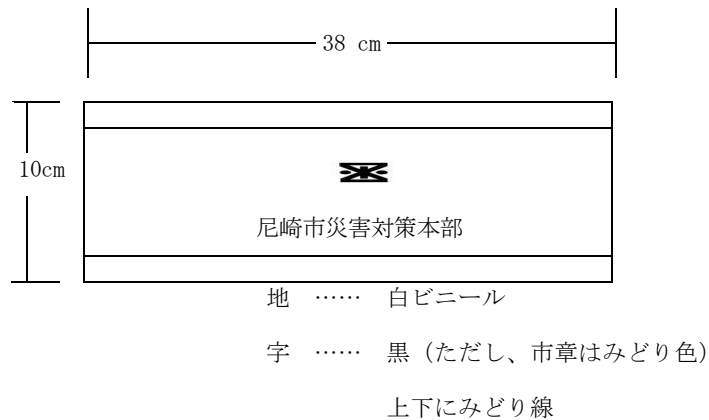 38 cm
10cm
尼崎市災害対策本部
地 …… 白ビニール
字 …… 黒（ただし、市章はみどり色）
上下にみどり線